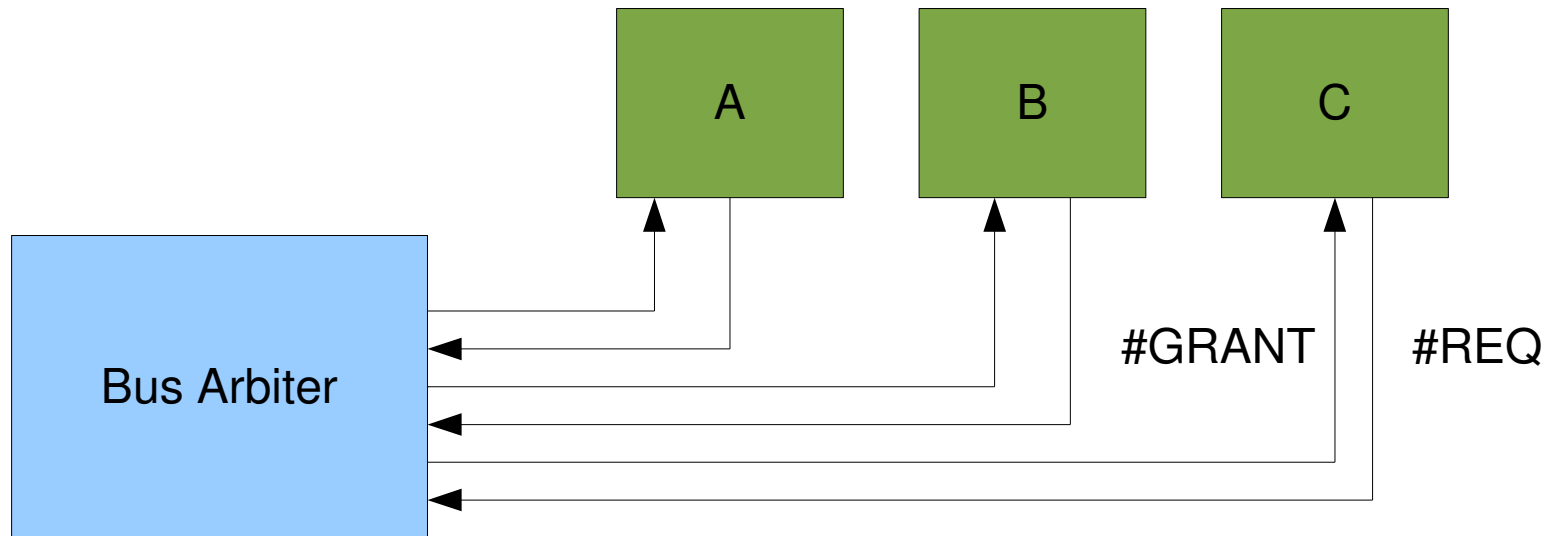 A
B
C
#GRANT
#REQ
Bus Arbiter